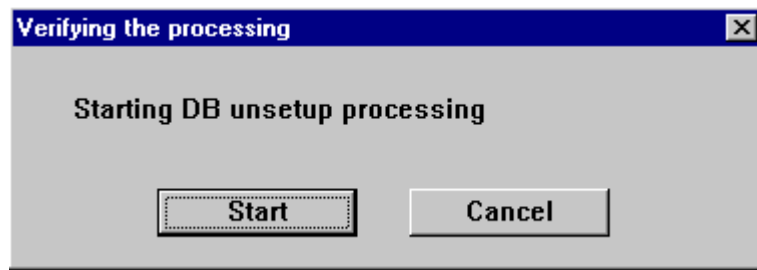 Verifying the processing
Starting DB unsetup processing
Start
Cancel